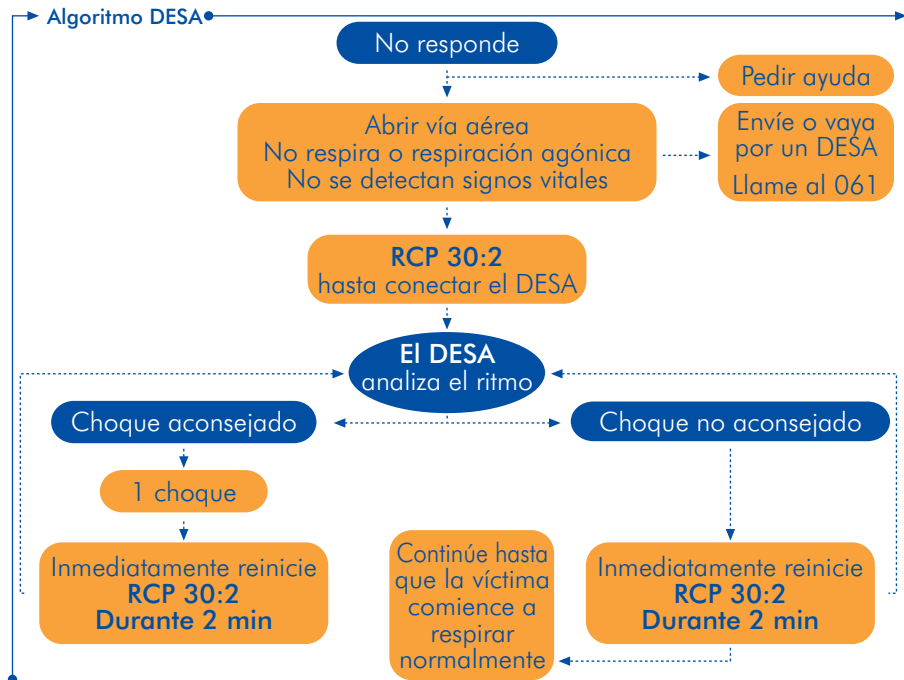 Algoritmo DESA
No responde
Pedir ayuda
Abrir vía aérea
No respira o respiración agónica
No se detectan signos vitales
Envíe o vaya
por un DESA
Llame al 061
RCP 30:2
hasta conectar el DESA
El DESA
analiza el ritmo
Choque aconsejado
Choque no aconsejado
1 choque
Inmediatamente reinicie
RCP 30:2
Durante 2 min
Continúe hasta
que la víctima
comience a
respirar
normalmente
Inmediatamente reinicie
RCP 30:2
Durante 2 min